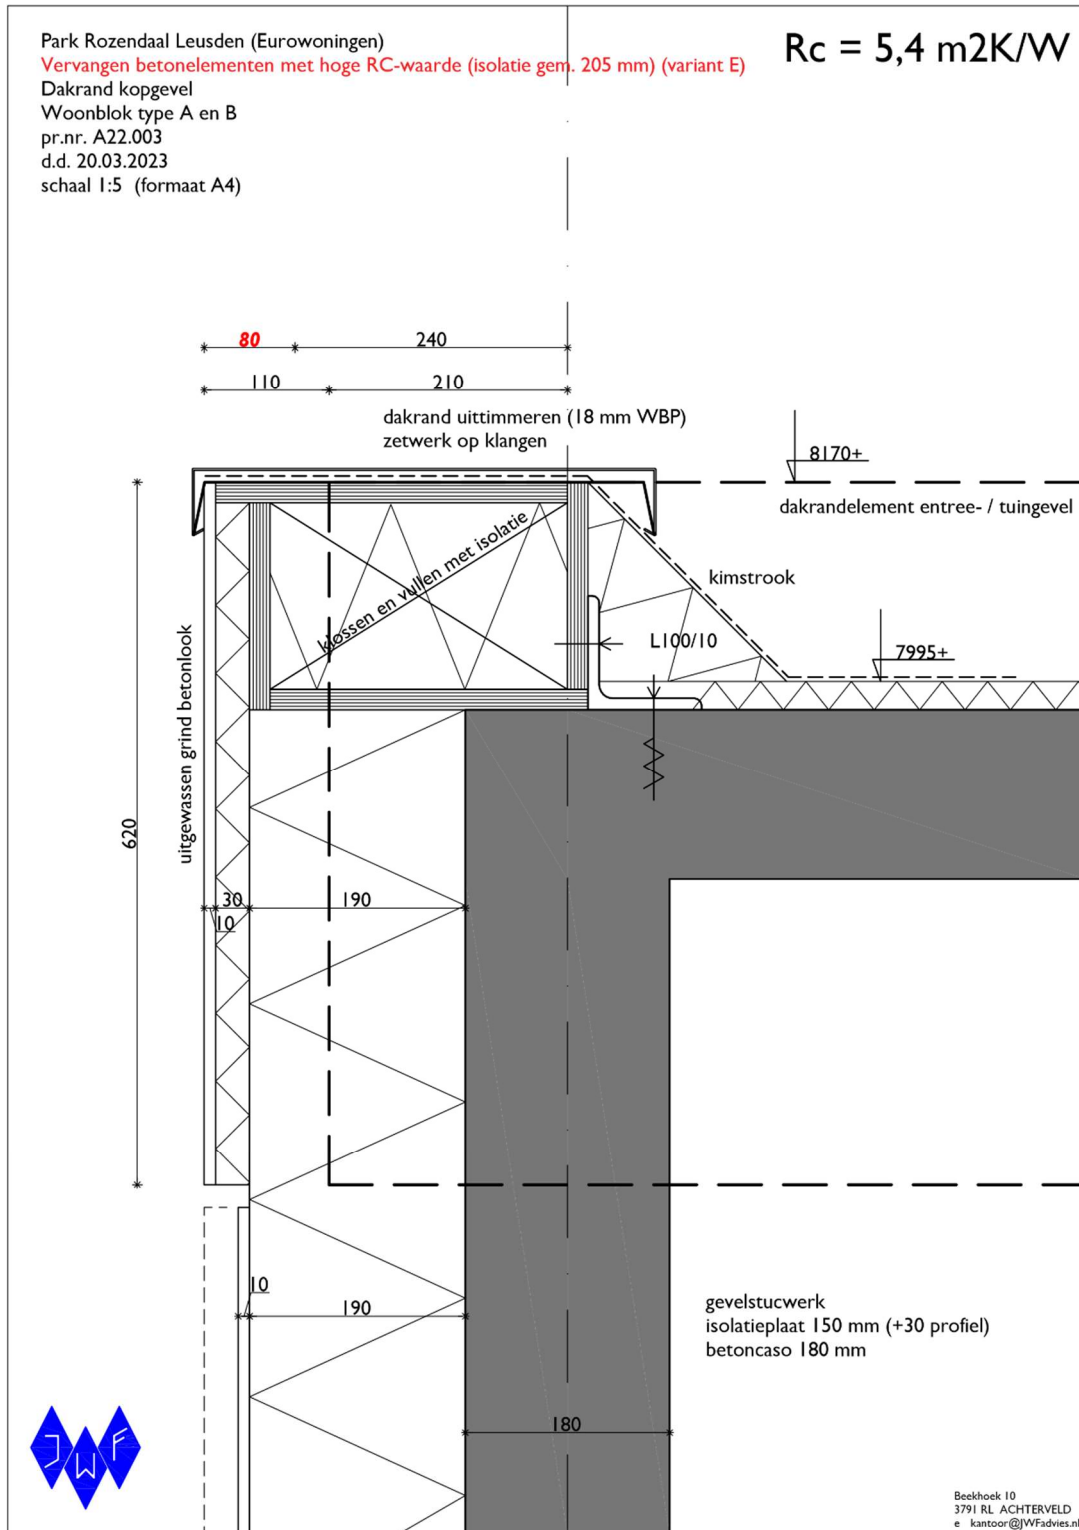 Park Rozendaal Leusden (Eurowoningen)
Vervangen betonelementen met hoge RC-waarde (isolatie gem. 205 mm) (variant E)
Dakrand kopgevel
Woonblok type A en B
pr.nr. A22.003
d.d. 20.03.2023
schaal 1:5 (formaat A4)
Rc = 5,4 m2K/W
80
240
110
210
dakrand uittimmeren (18 mm WBP)
zetwerk op klangen
8170+
dakrandelement entree- / tuingevel
klossen en vullen met isolatie
kimstrook
L100/10
7995+
uitgewassen grind betonlook
620
30
190
10
10
190
gevelstucwerk
isolatieplaat 150 mm (+30 profiel)
betoncaso 180 mm
180
JWF
Beekhoek 10
3791 RL ACHTERVELD
e kantoor@JWFadvies.nl